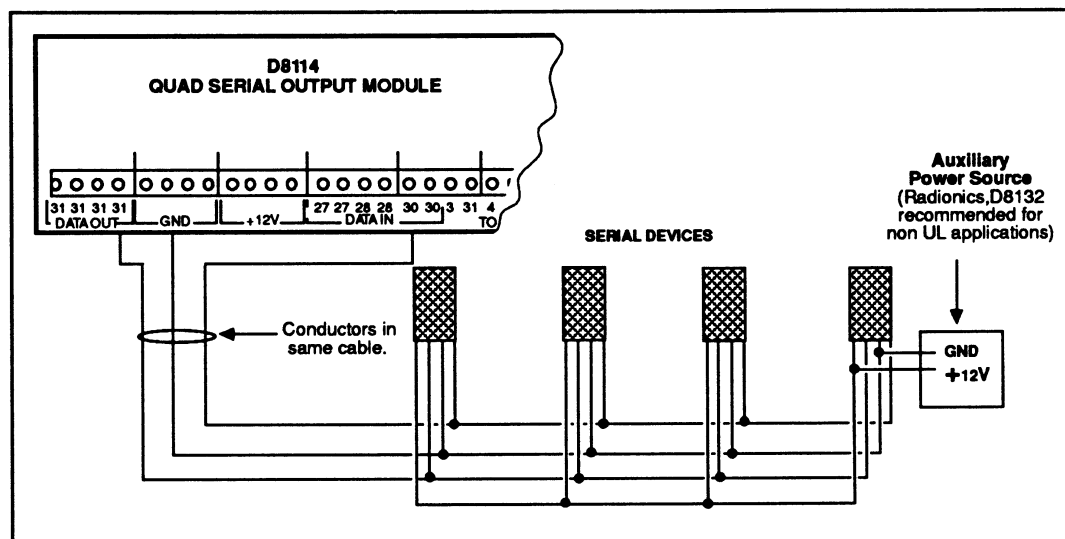 D8114
QUAD SERIAL OUTPUT MODULE
31 31 31 31 27 27 28 28 30 30 3 31 4
DATA OUT GND +12V DATA IN TO
Auxiliary
Power Source
(Radionics,D8132
recommended for
non UL applications)
SERIAL DEVICES
Conductors in
same cable.
GND
+12V